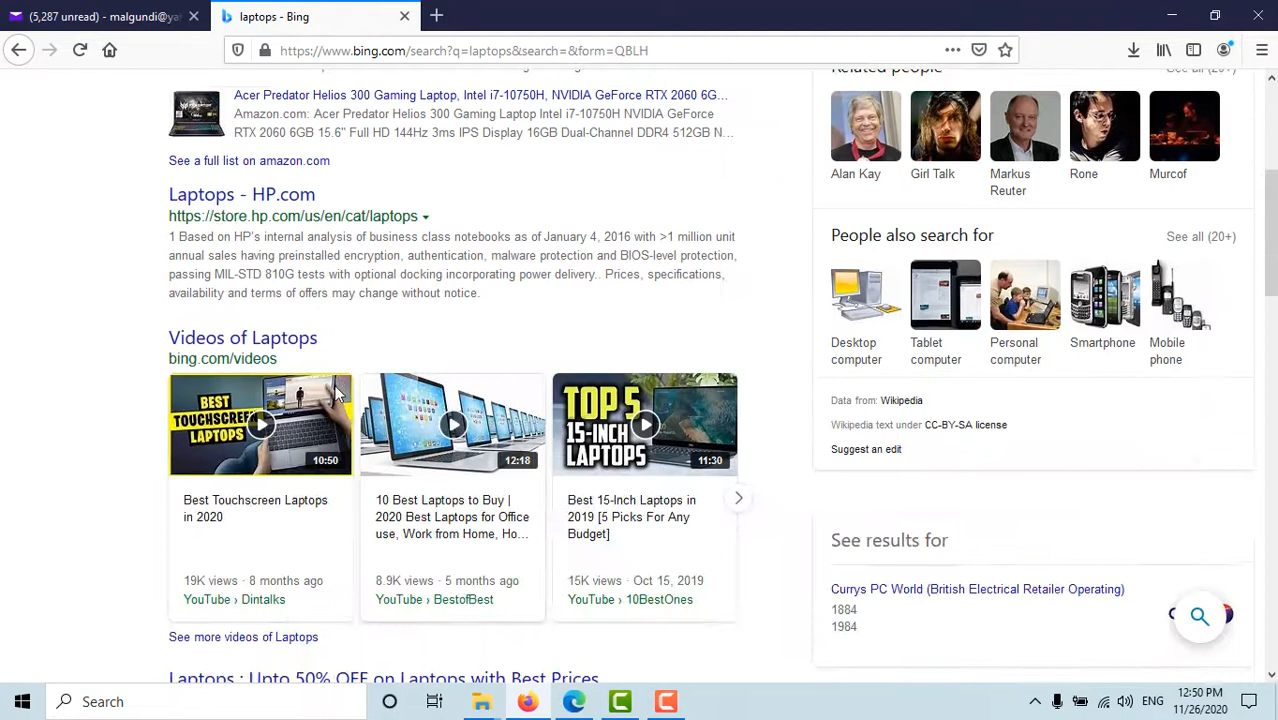 (5,287 unread) - malgundi@ya
laptops - Bing
https://www.bing.com/search?q=laptops&search=&form=QBLH
Acer Predator Helios 300 Gaming Laptop, Intel i7-10750H, NVIDIA GeForce RTX 2060 6G...
Amazon.com: Acer Predator Helios 300 Gaming Laptop Intel i7-10750H NVIDIA GeForce
RTX 2060 6GB 15.6" Full HD 144Hz 3ms IPS Display 16GB Dual-Channel DDR4 512GB N...
See a full list on amazon.com
Laptops - HP.com
https://store.hp.com/us/en/cat/laptops
1 Based on HP's internal analysis of business class notebooks as of January 4, 2016 with >1 million unit
annual sales having preinstalled encryption, authentication, malware protection and BIOS-level protection,
passing MIL-STD 810G tests with optional docking incorporating power delivery.. Prices, specifications,
availability and terms of offers may change without notice.
Videos of Laptops
bing.com/videos
BEST
TOUCHSCREEN
LAPTOPS
10:50
12:18
TOP 5
15-INCH
LAPTOPS
11:30
Best Touchscreen Laptops
in 2020
19K views · 8 months ago
YouTube › Dintalks
10 Best Laptops to Buy |
2020 Best Laptops for Office
use, Work from Home, Ho...
8.9K views · 5 months ago
YouTube › BestofBest
Best 15-Inch Laptops in
2019 [5 Picks For Any
Budget]
15K views · Oct 15, 2019
YouTube › 10BestOnes
See more videos of Laptops
Laptops : Upto 50% OFF on Laptops with Best Prices
Related people
See all (20+)
Alan Kay
Girl Talk
Markus
Reuter
Rone
Murcof
People also search for
See all (20+)
Desktop
computer
Tablet
computer
Personal
computer
Smartphone
Mobile
phone
Data from: Wikipedia
Wikipedia text under CC-BY-SA license
Suggest an edit
See results for
Currys PC World (British Electrical Retailer Operating)
1884
1984
Search
ENG
12:50 PM
11/26/2020